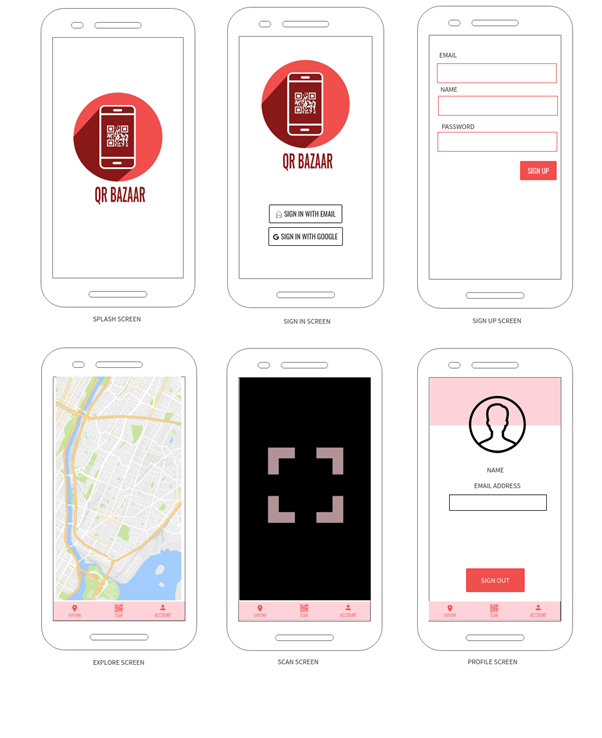 QR BAZAAR
SPLASH SCREEN
QR BAZAAR
SIGN IN WITH EMAIL
G SIGN IN WITH GOOGLE
SIGN IN SCREEN
EMAIL
NAME
PASSWORD
SIGN UP
SIGN UP SCREEN
EXPLORE SCAN ACCOUNT
EXPLORE SCREEN
EXPLORE SCAN ACCOUNT
SCAN SCREEN
NAME
EMAIL ADDRESS
SIGN OUT
EXPLORE SCAN ACCOUNT
PROFILE SCREEN